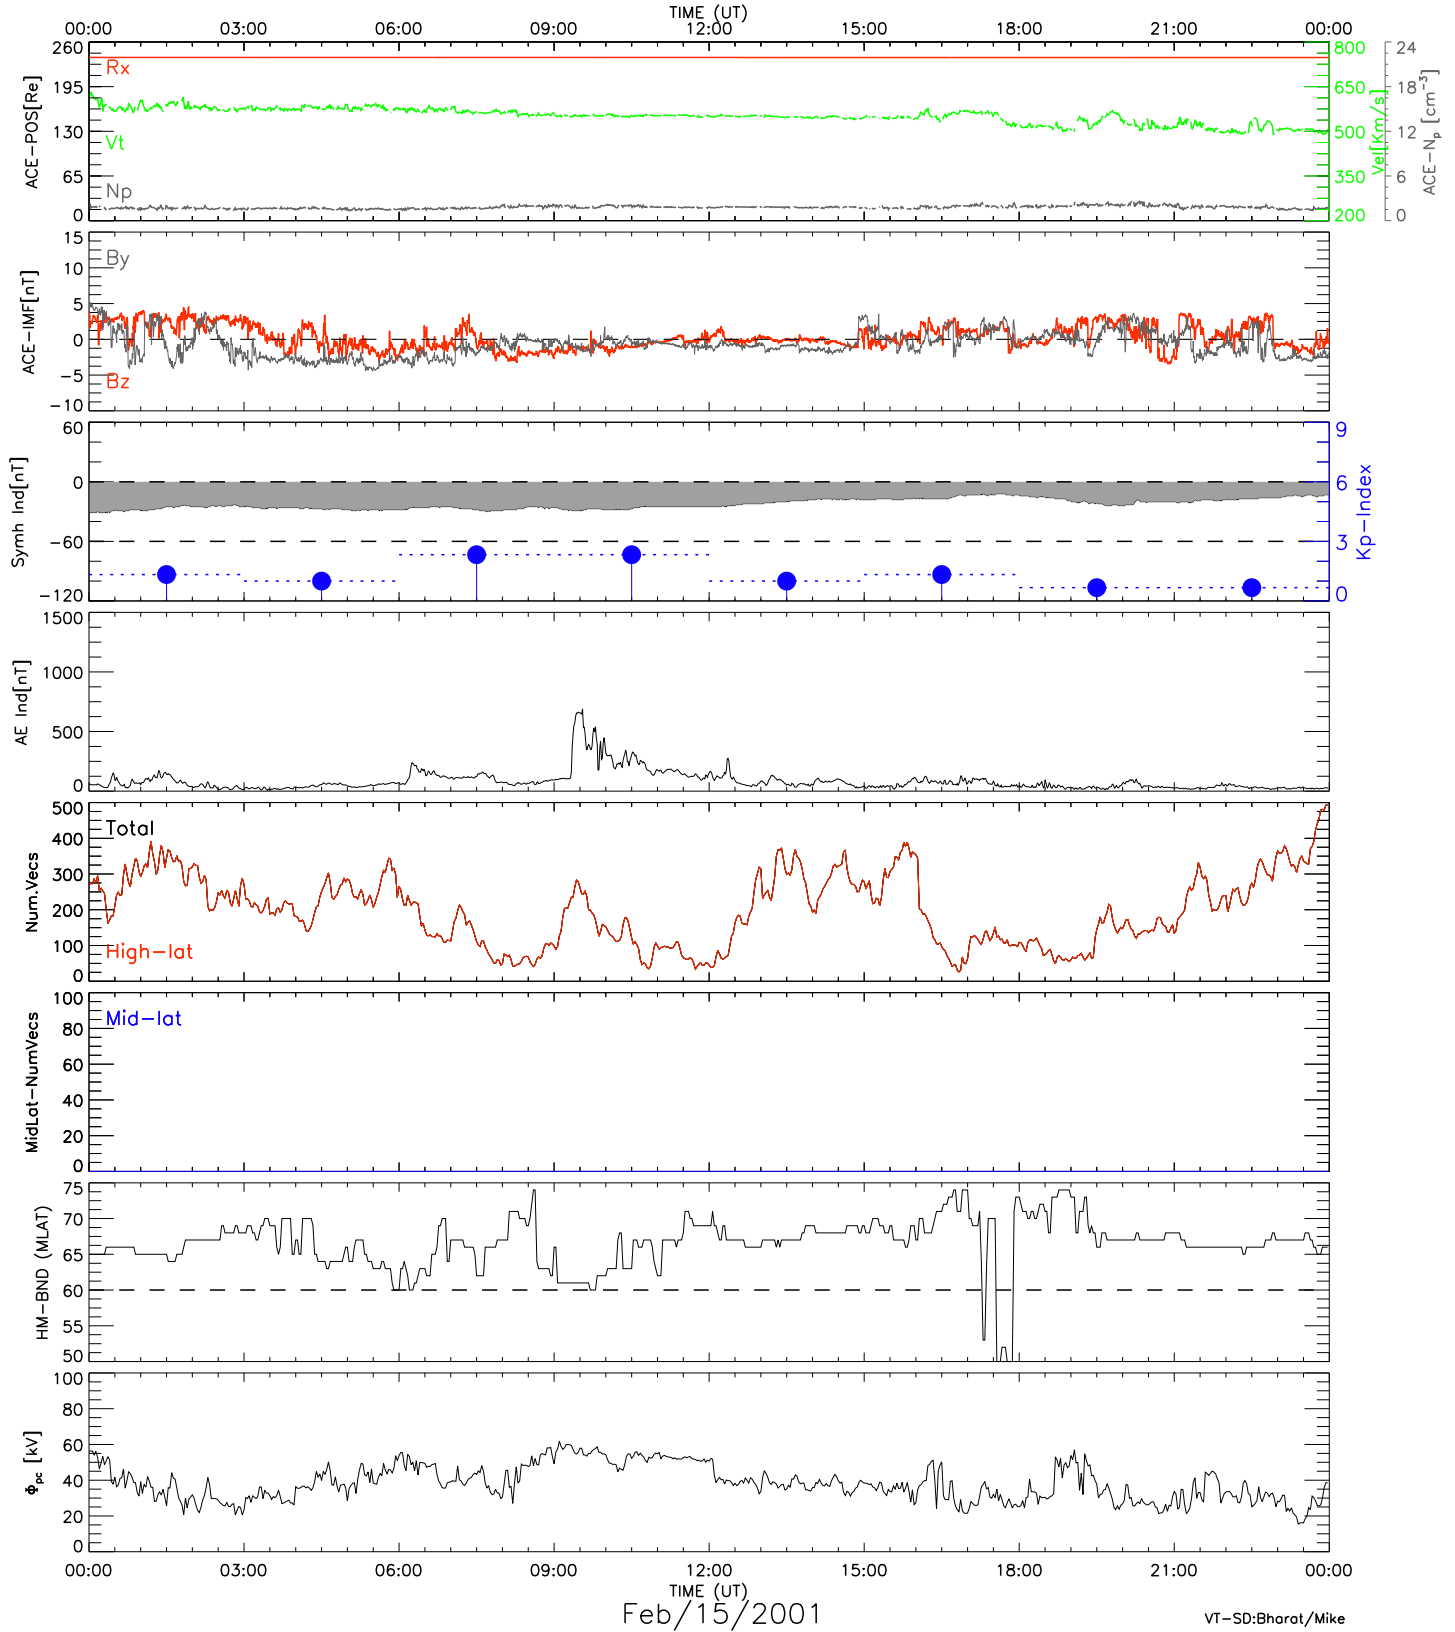 TIME (UT)
00:00 03:00 06:00 09:00 12:00 15:00 18:00 21:00 00:00
260 195 130 65 0
ACE-POS[Re]
Rx
Vt
Np
800 650 500 350 200
Vel[Km/s]
24 18 12 6 0
ACE-Np [cm-3]
15 10 5 0 -5 -10
ACE-IMF[nT]
By
Bz
60 0 -60 -120
Symh Ind[nT]
9 6 3 0
Kp-Index
1500 1000 500 0
AE Ind[nT]
500 400 300 200 100 0
Num.Vecs
Total
High-lat
100 80 60 40 20 0
MidLat-NumVecs
Mid-lat
75 70 65 60 55 50
HM-BND (MLAT)
100 80 60 40 20 0
Φpc [kV]
00:00 03:00 06:00 09:00 12:00 15:00 18:00 21:00 00:00
TIME (UT)
Feb/15/2001
VT-SD:Bharat/Mike